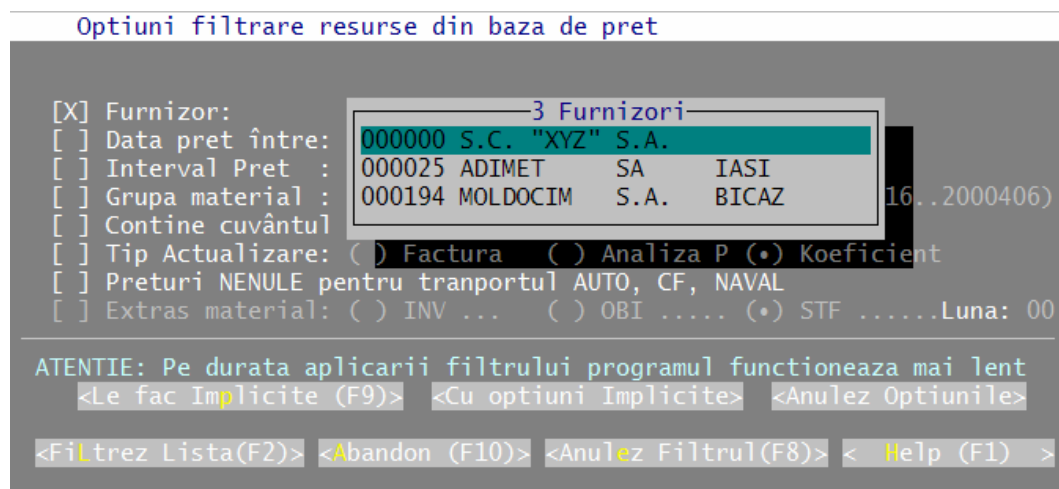 Optiuni filtrare resurse din baza de pret
[X] Furnizor:
3 Furnizori
[ ] Data pret între:
000000 S.C. "XYZ" S.A.
[ ] Interval Pret :
000025 ADIMET SA IASI
[ ] Grupa material :
000194 MOLDOCIM S.A. BICAZ
16..2000406)
[ ] Contine cuvântul
[ ] Tip Actualizare: ( ) Factura ( ) Analiza P (•) Koeficient
[ ] Preturi NENULE pentru tranportul AUTO, CF, NAVAL
[ ] Extras material: ( ) INV ... ( ) OBI ..... (•) STF ......Luna: 00
ATENTIE: Pe durata aplicarii filtrului programul functioneaza mai lent
<Le fac Implicite (F9)> <Cu optiuni Implicite> <Anulez Optiunile>
<FiLtrez Lista(F2)> <Abandon (F10)> <Anulez Filtrul(F8)> < Help (F1) >